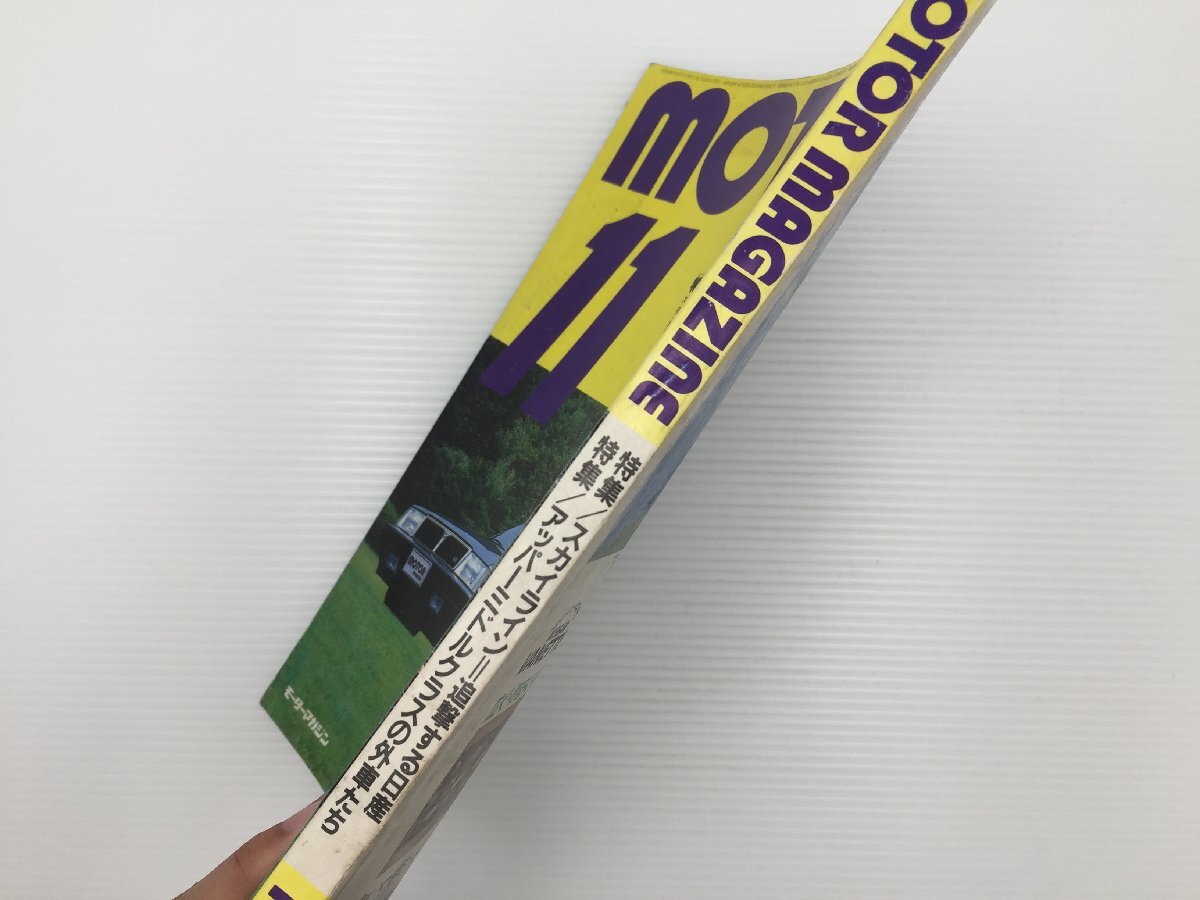 MOT
11
モーターマガジン
MOTOR
OTOR MAGAZINE
特集/スカイライン=追撃する日産
特集/アッパーミドルクラスの外車たち